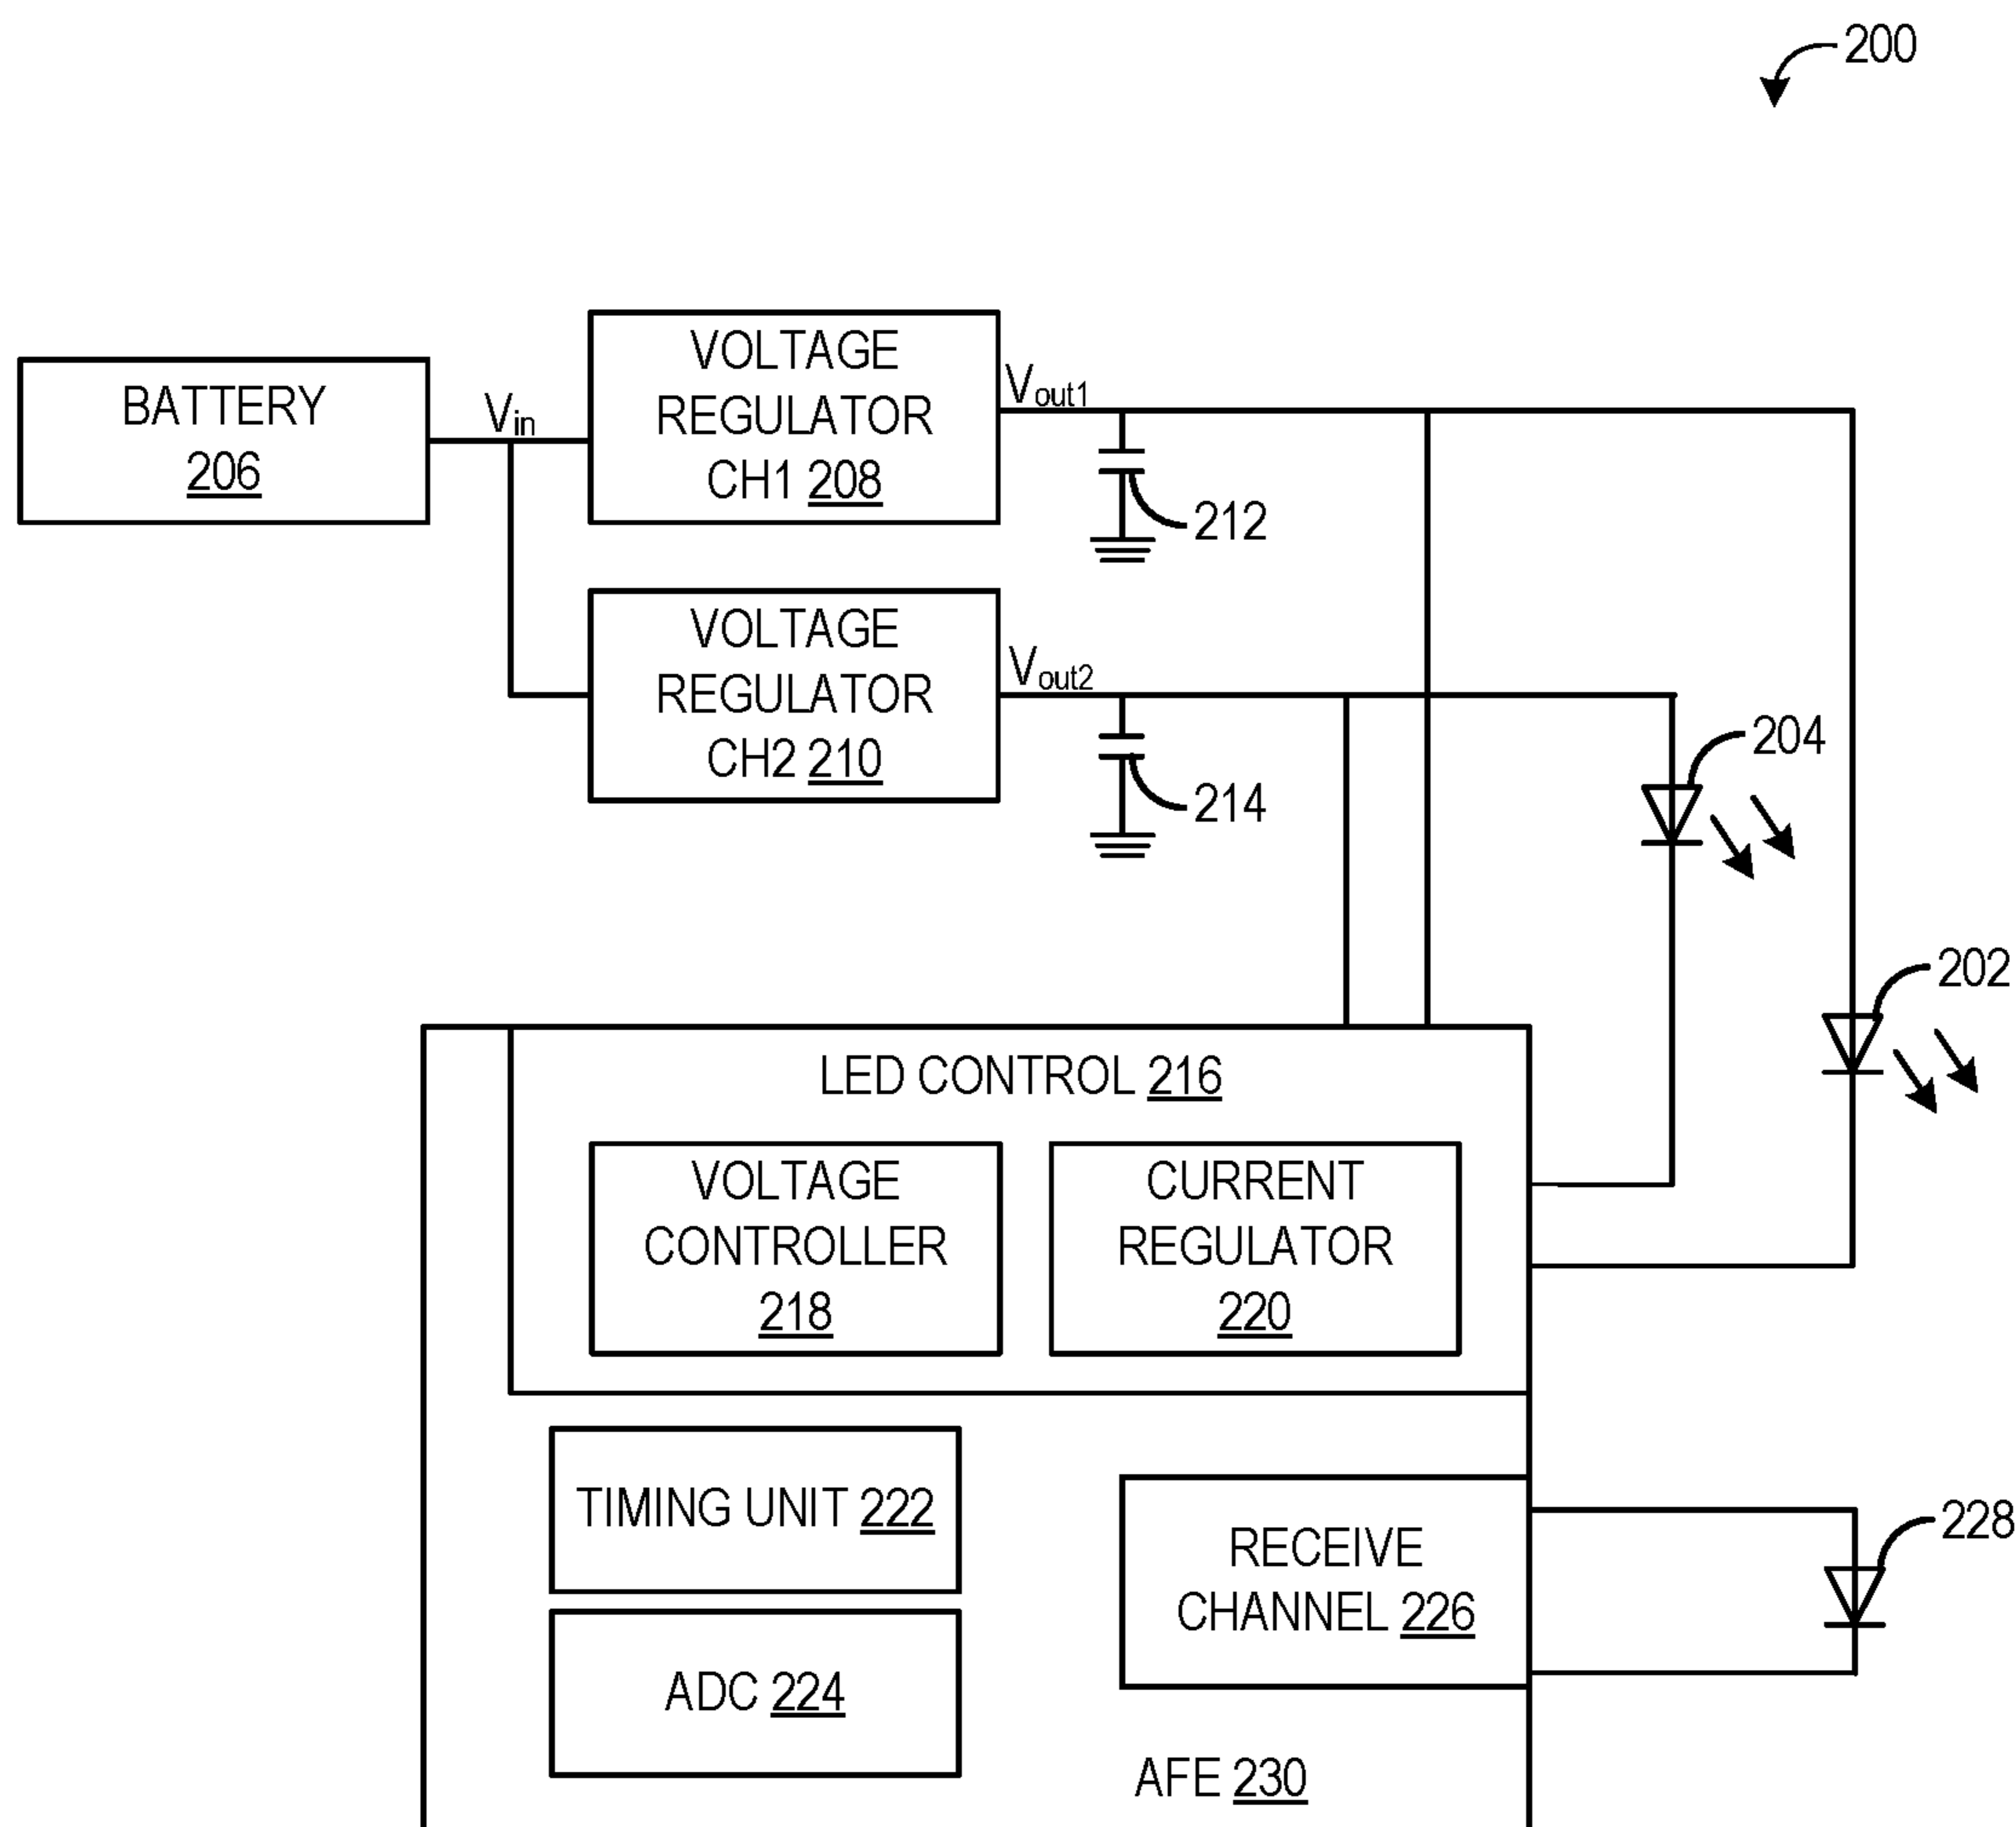 200
BATTERY
206
Vin
VOLTAGE
REGULATOR
CH1 208
Vout1
212
VOLTAGE
REGULATOR
CH2 210
Vout2
214
204
202
LED CONTROL 216
VOLTAGE
CONTROLLER
218
CURRENT
REGULATOR
220
TIMING UNIT 222
ADC 224
RECEIVE
CHANNEL 226
228
AFE 230